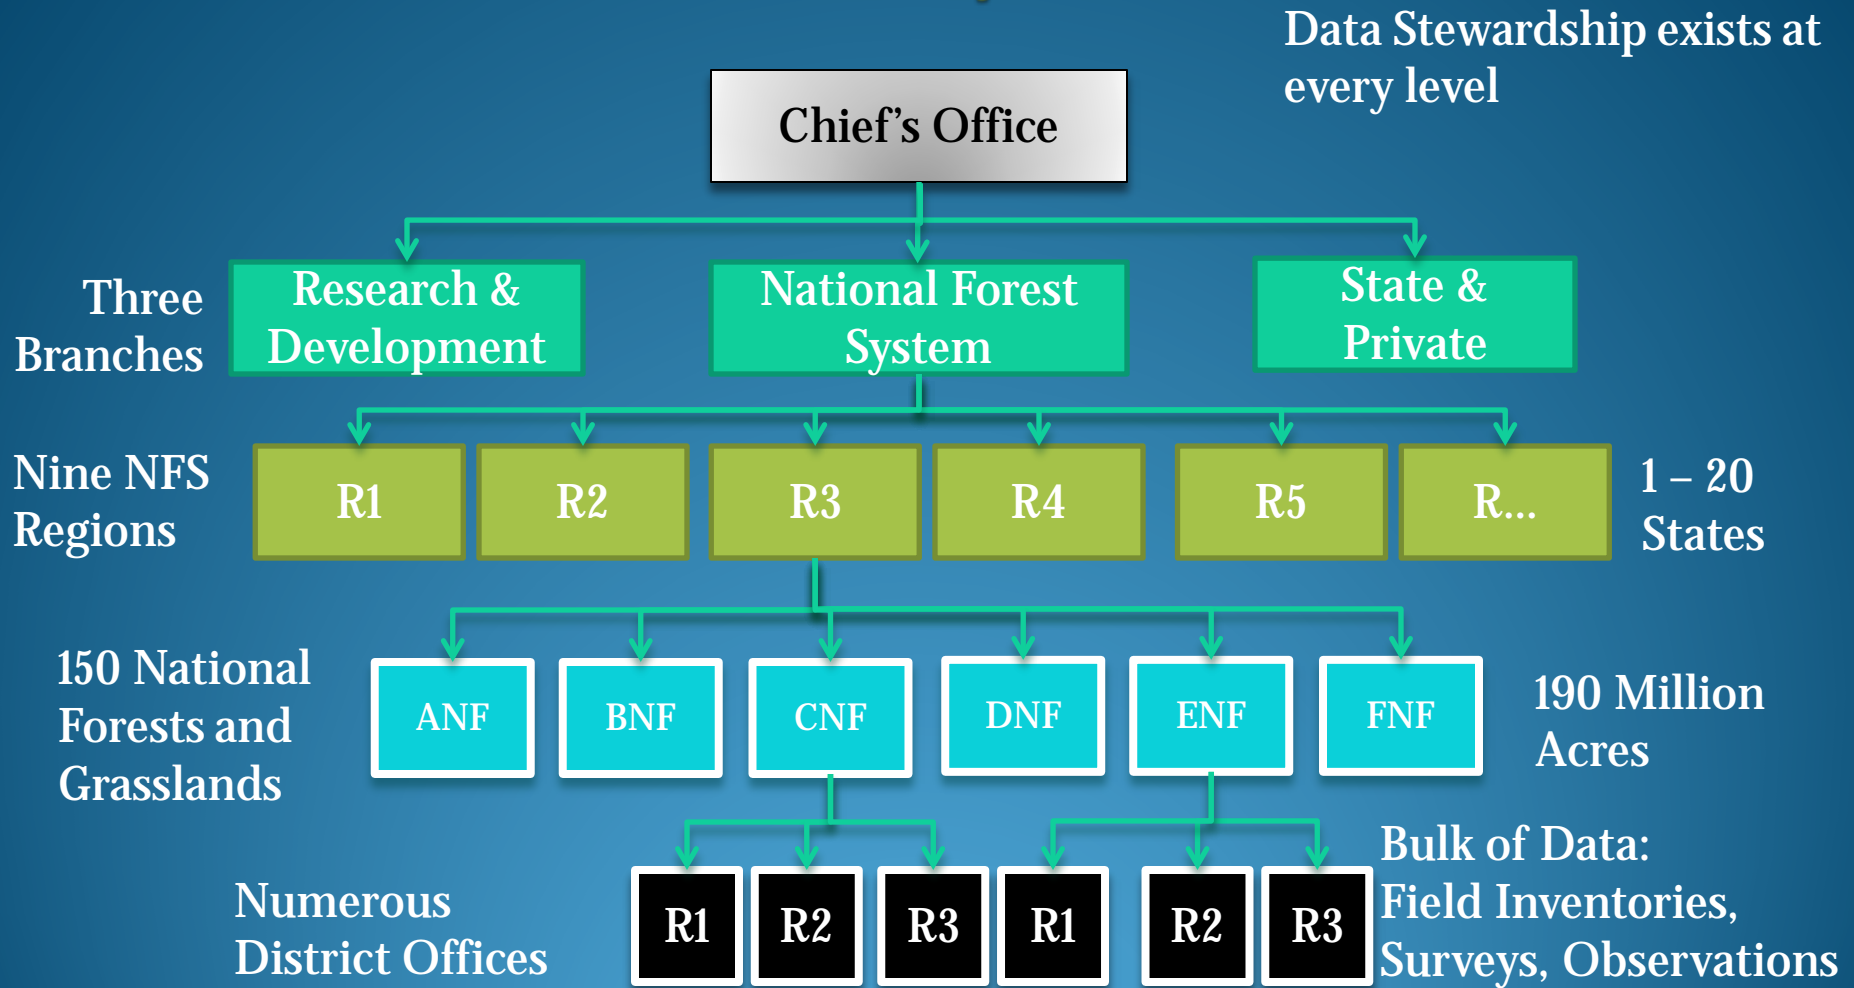 Data Stewardship exists at
every level
Chief's Office
Three
Branches
Research &
Development
National Forest
System
State &
Private
Nine NFS
Regions
R1
R2
R3
R4
R5
R...
1 – 20
States
150 National
Forests and
Grasslands
ANF
BNF
CNF
DNF
ENF
FNF
190 Million
Acres
Numerous
District Offices
R1
R2
R3
R1
R2
R3
Bulk of Data:
Field Inventories,
Surveys, Observations